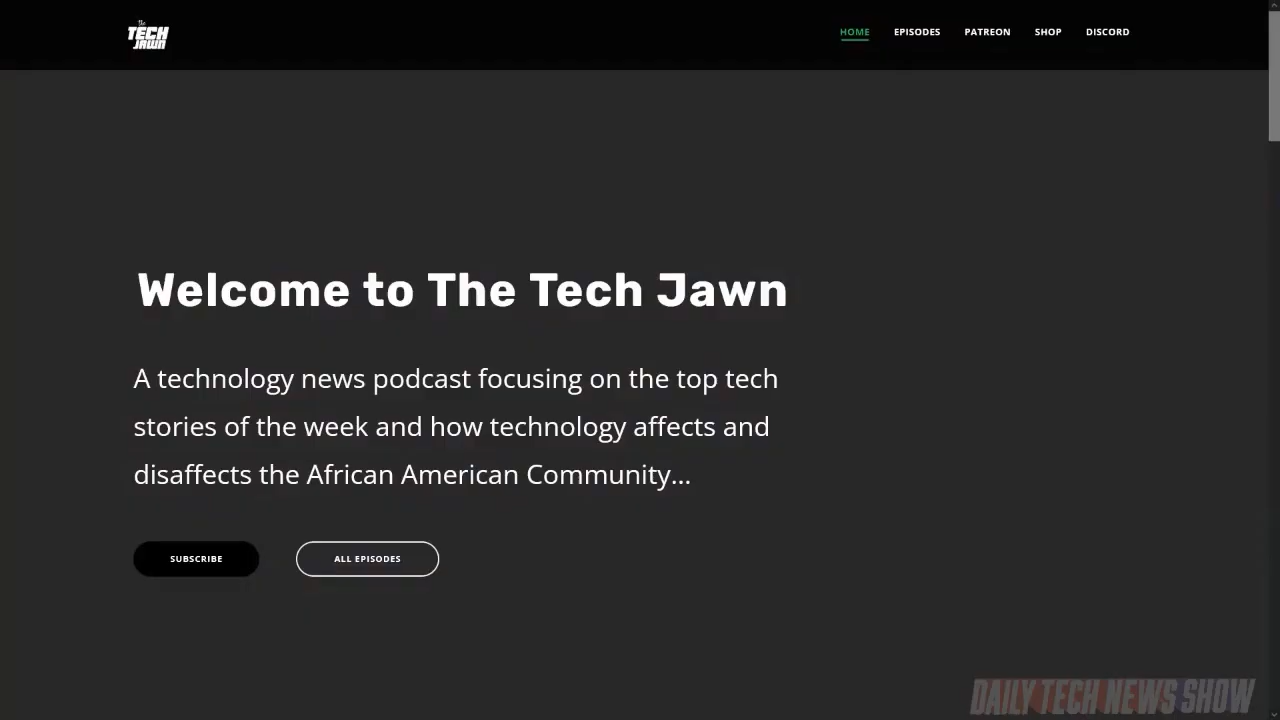 the
TECH
JAWN
HOME EPISODES PATREON SHOP DISCORD
Welcome to The Tech Jawn
A technology news podcast focusing on the top tech
stories of the week and how technology affects and
disaffects the African American Community...
SUBSCRIBE ALL EPISODES
DAILY TECH NEWS SHOW